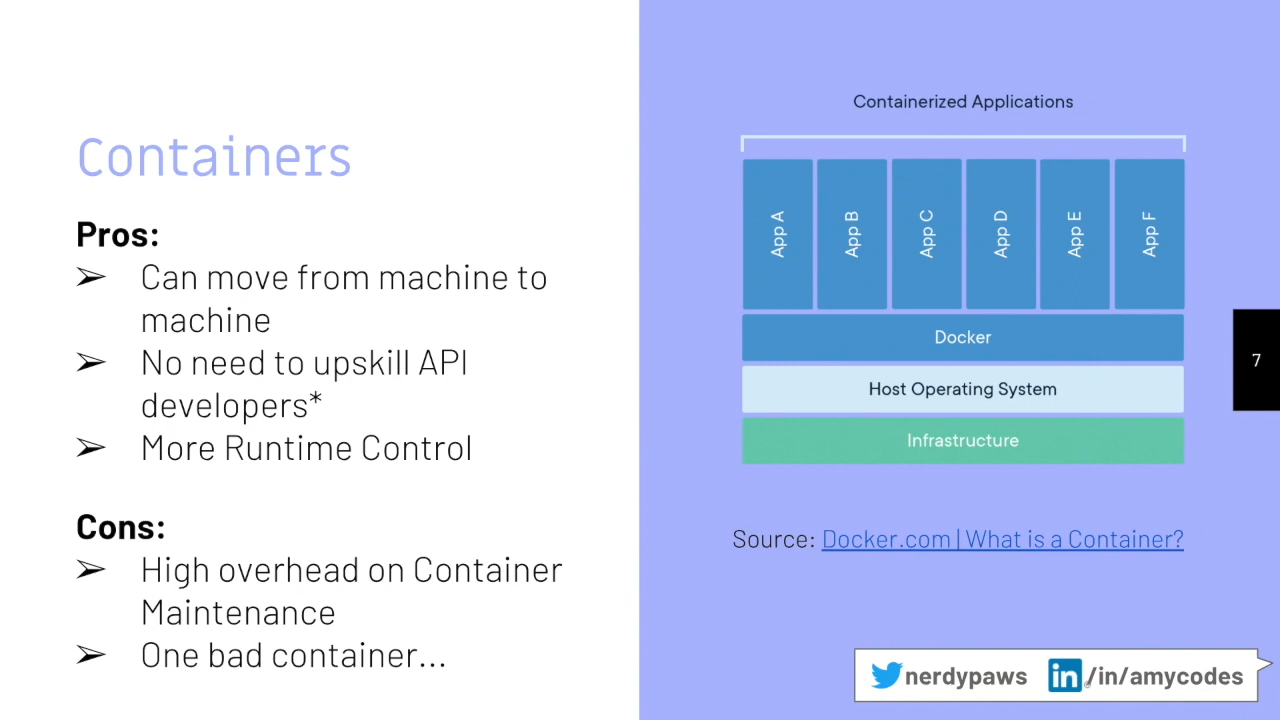 Containers
Pros:
➢ Can move from machine to
machine
➢ No need to upskill API
developers*
➢ More Runtime Control
Cons:
➢ High overhead on Container
Maintenance
➢ One bad container...
Containerized Applications
App A
App B
App C
App D
App E
App F
Docker
Host Operating System
Infrastructure
Source: Docker.com | What is a Container?
7
nerdypaws in /in/amycodes